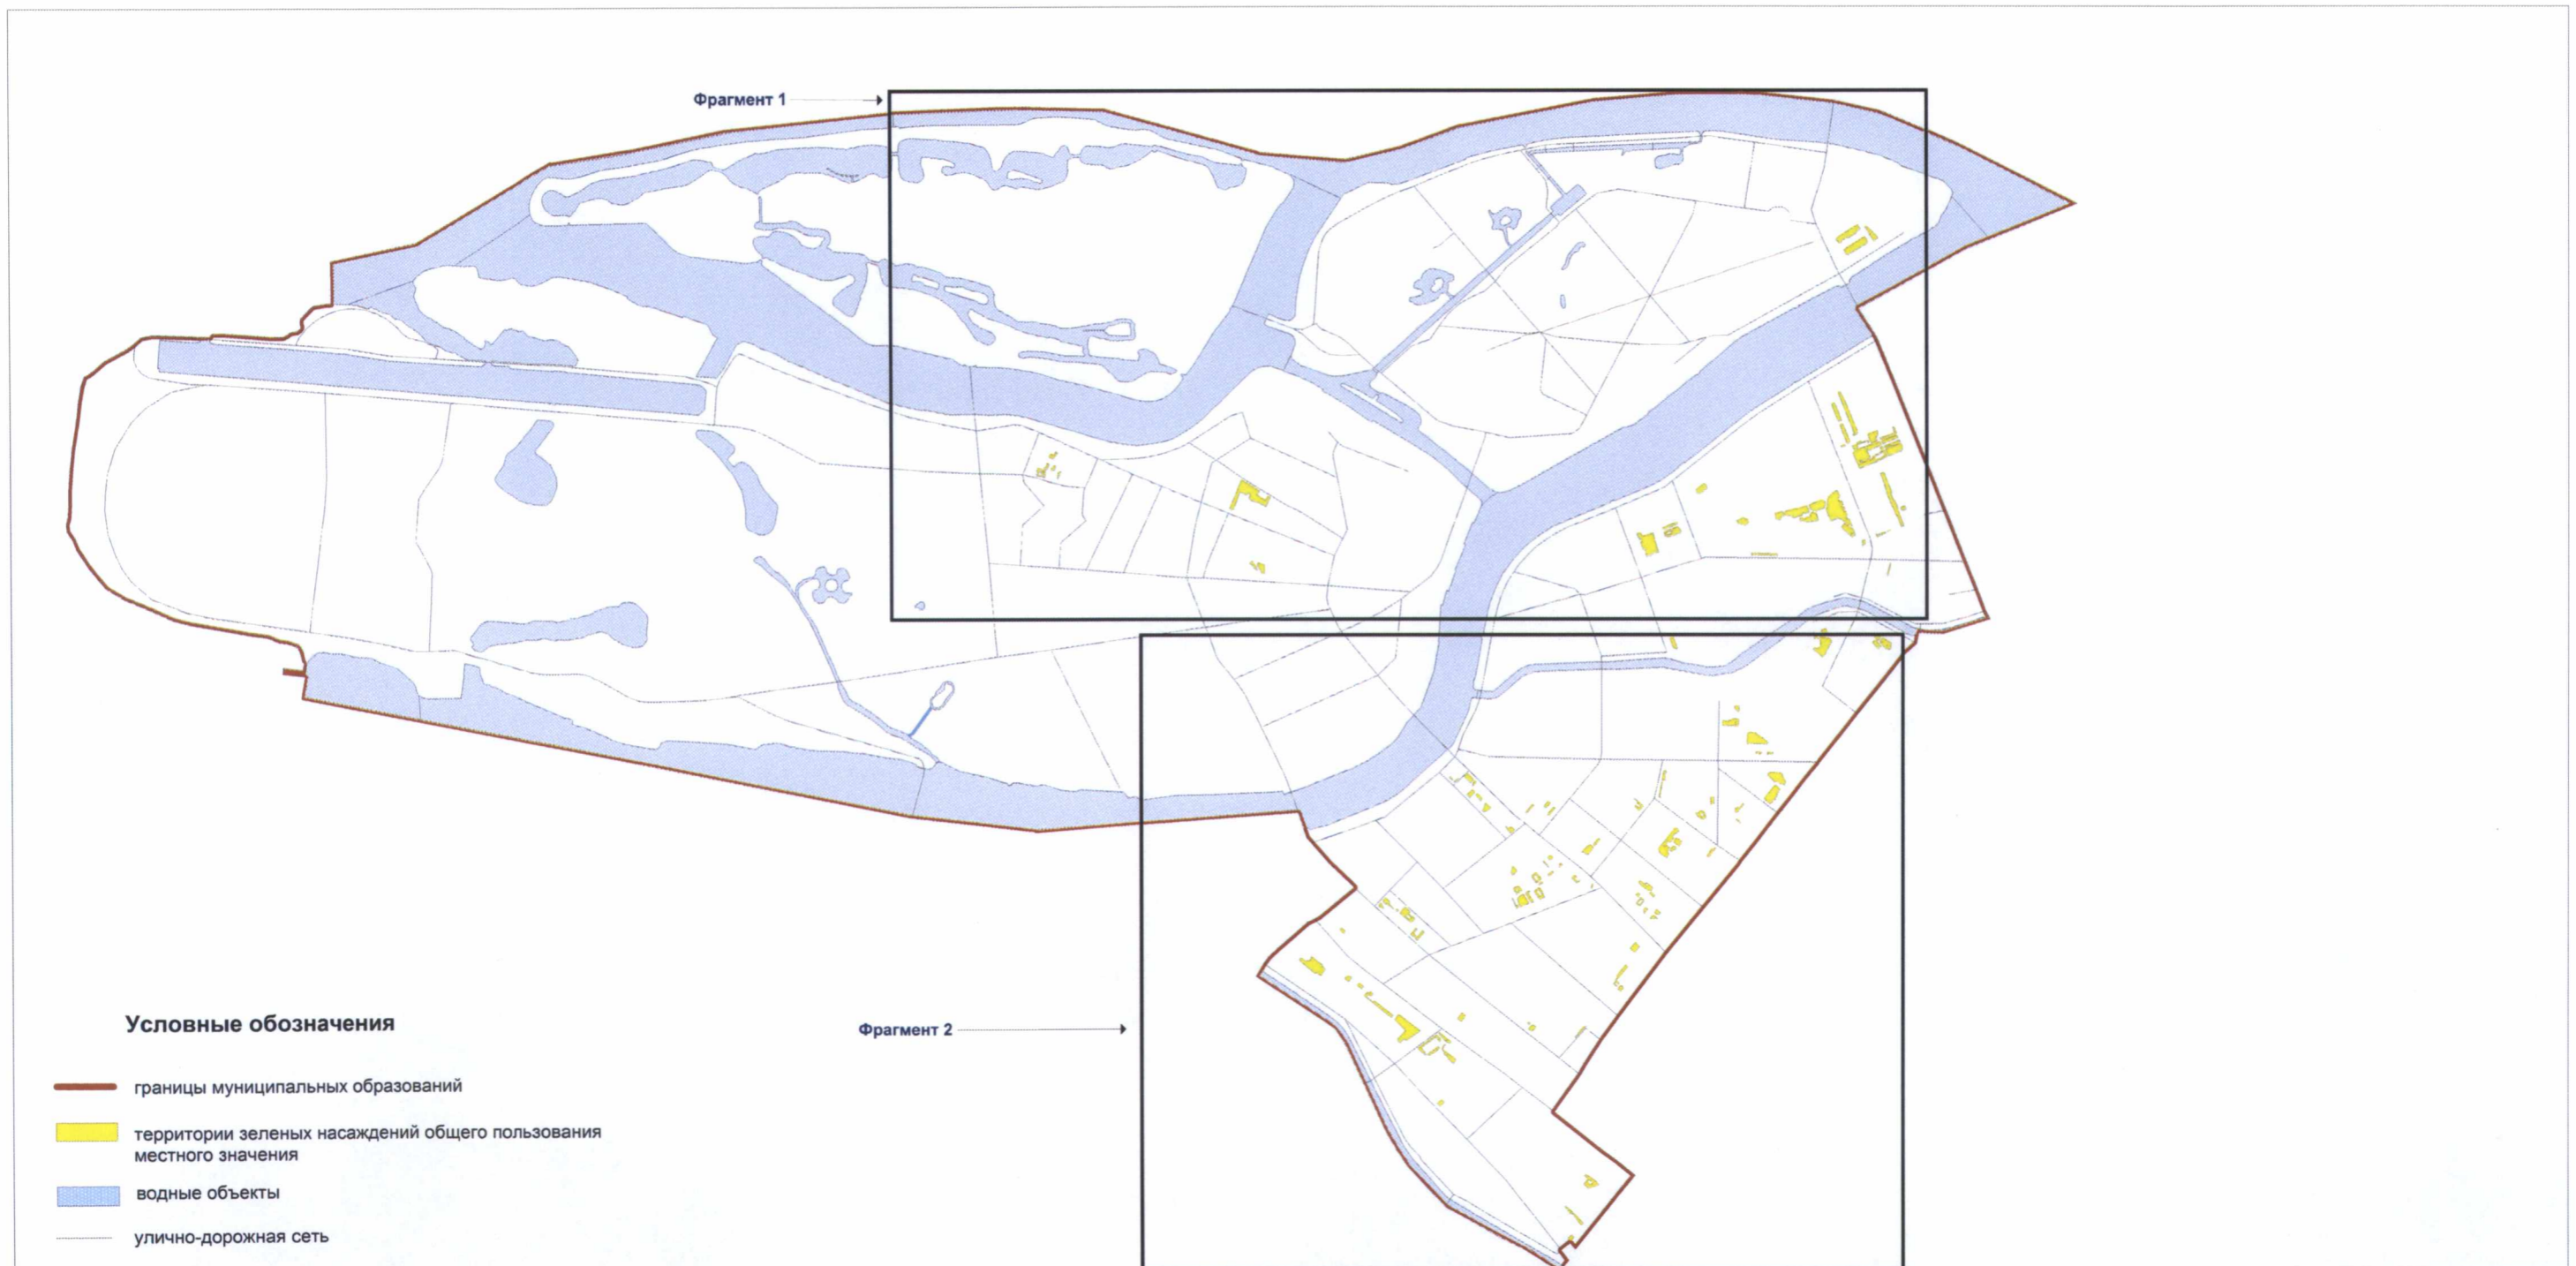 Фрагмент 1
Условные обозначения
Фрагмент 2
границы муниципальных образований
территории зеленых насаждений общего пользования
местного значения
водные объекты
улично-дорожная сеть